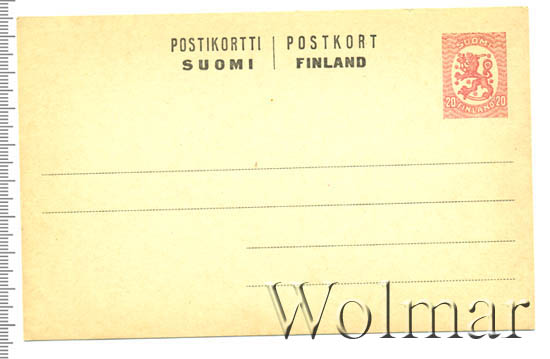 POSTIKORTTI | POSTKORT
SUOMI | FINLAND
SUOMI
20 20
FINLAND
Wolmar